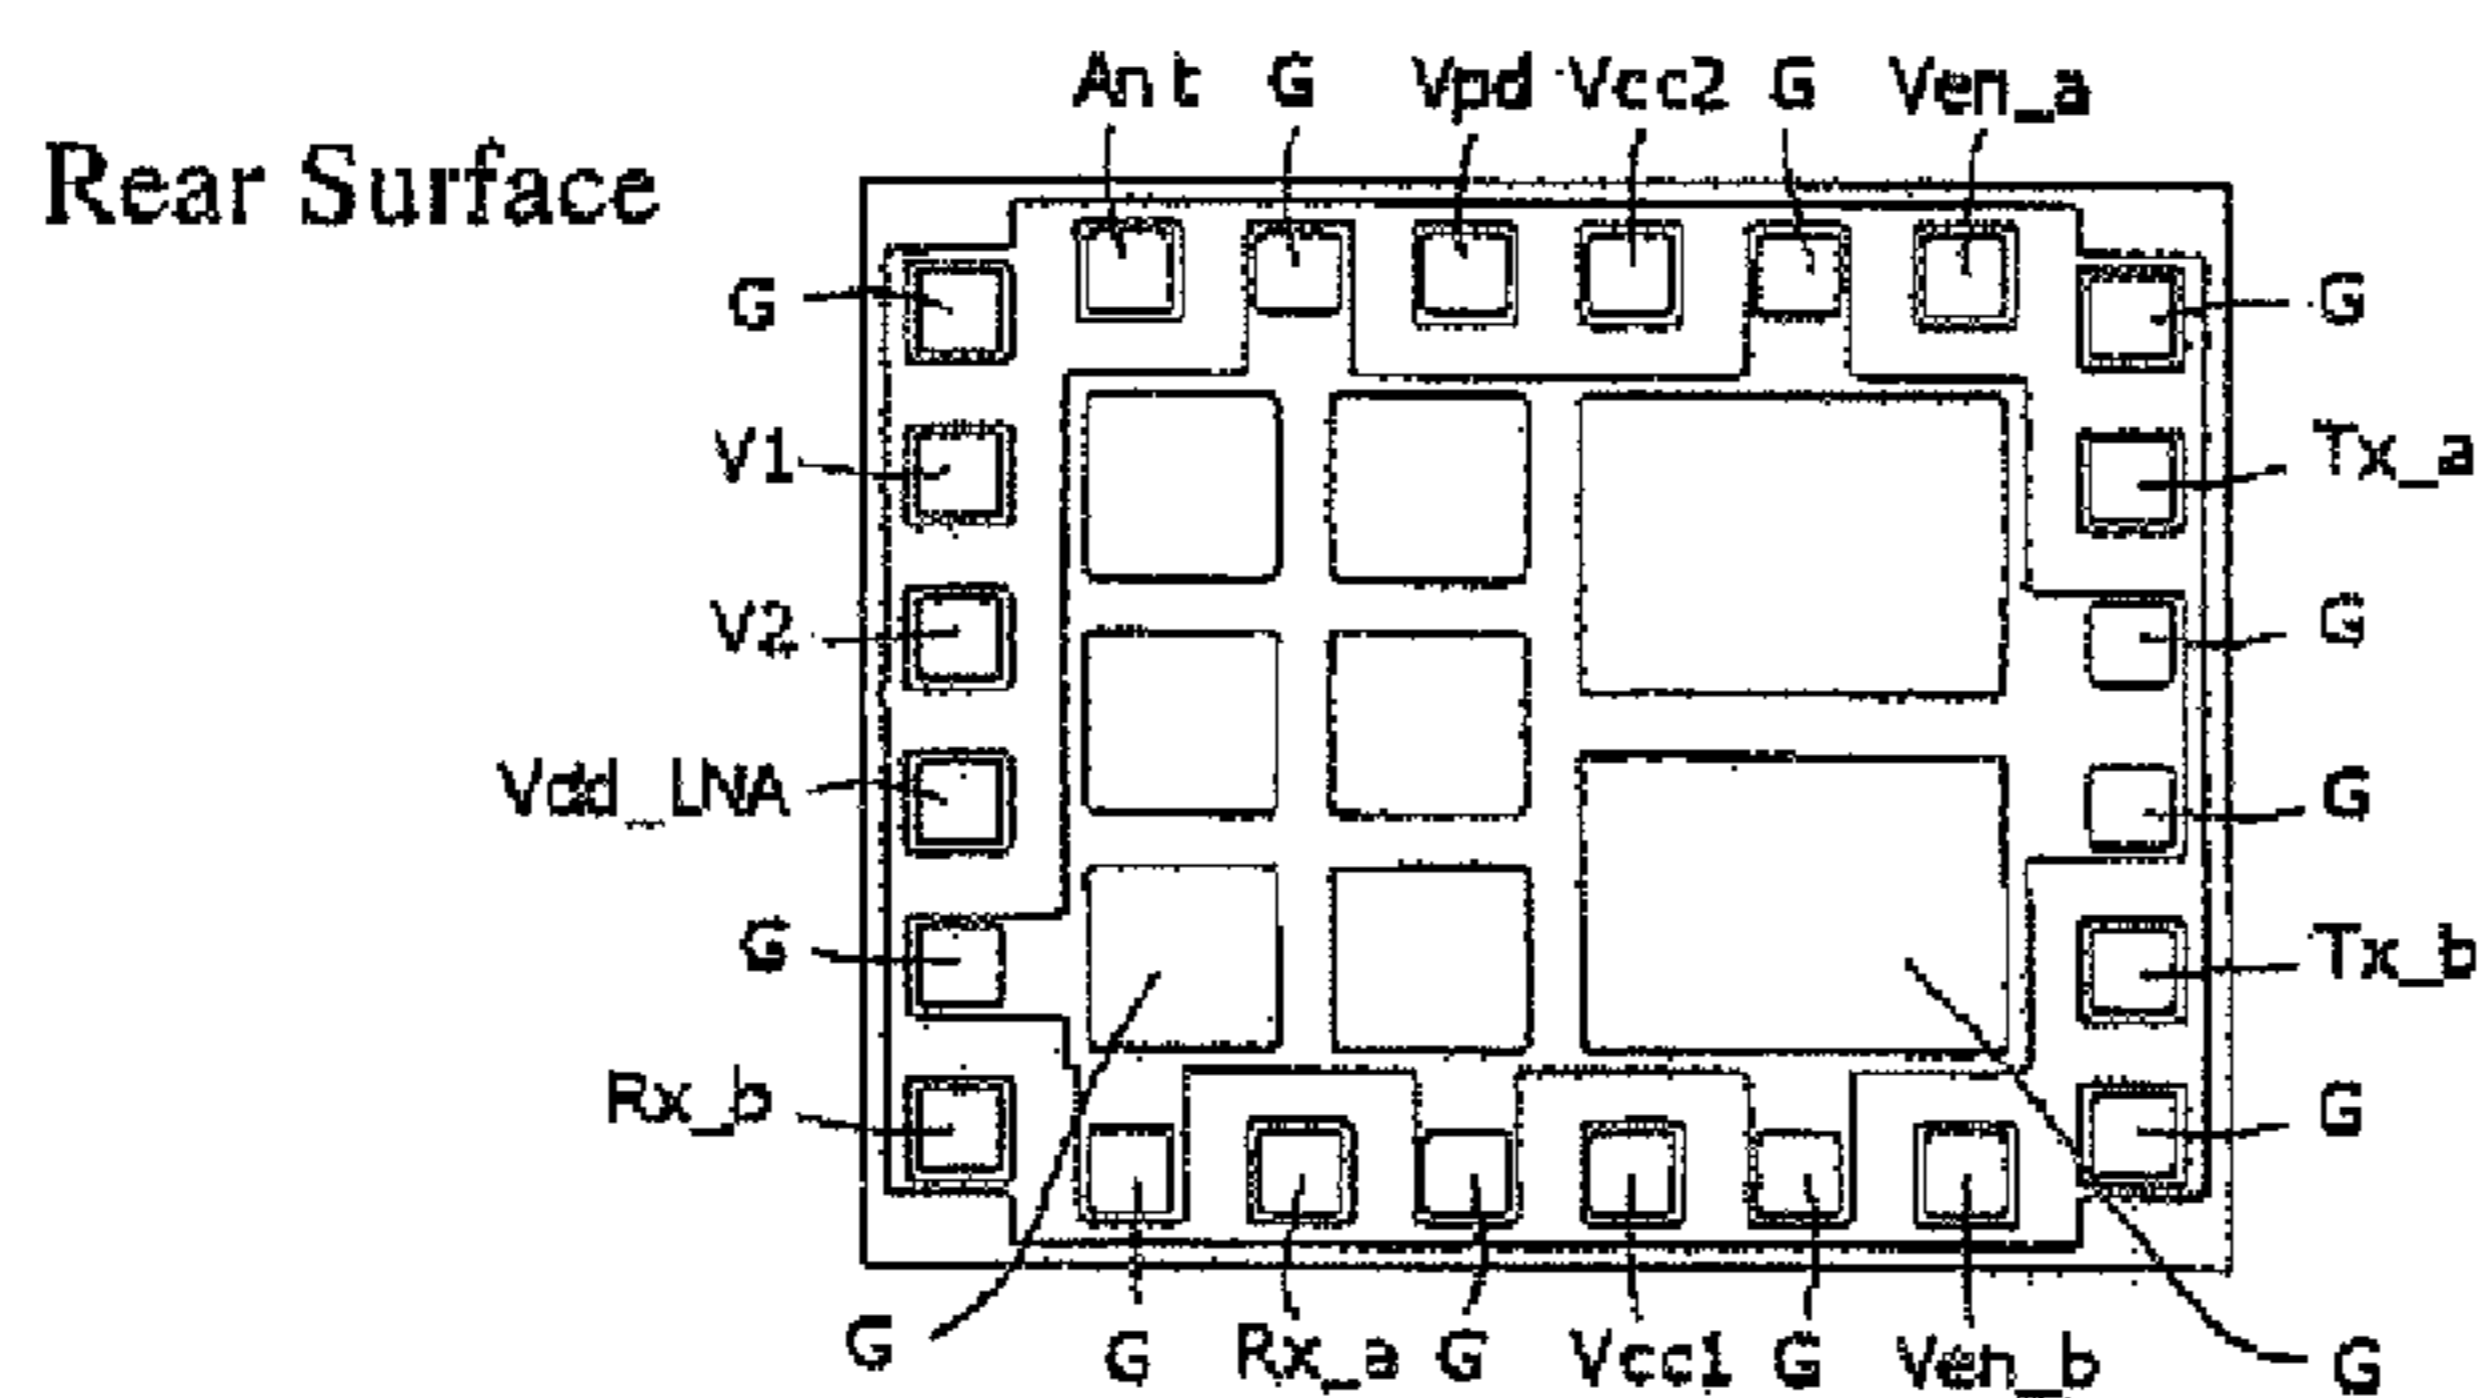 Ant G Vpd Vcc2 G Ven_a
Rear Surface
G G
V1 Tx_a
V2 G
Vdd_LNA G
G Tx_b
Rx_b G
G G Rx_a G Vcc1 G Ven_b G